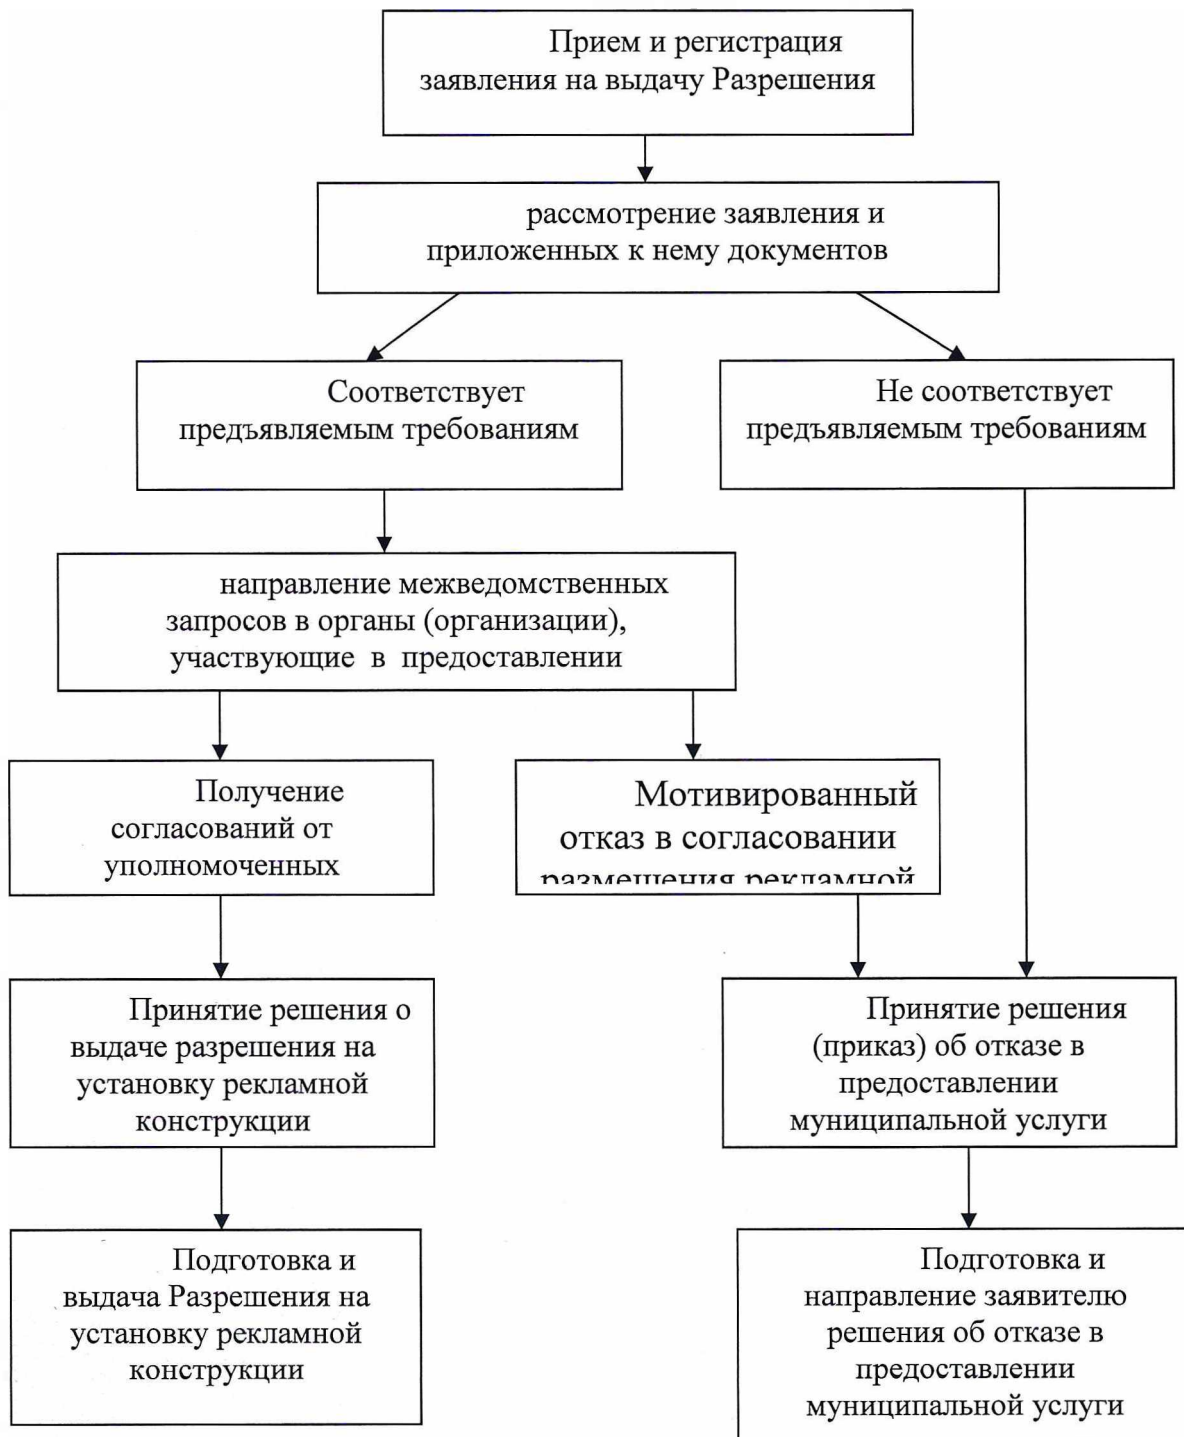 Прием и регистрация
заявления на выдачу Разрешения
рассмотрение заявления и
приложенных к нему документов
Соответствует
предъявляемым требованиям
Не соответствует
предъявляемым требованиям
направление межведомственных
запросов в органы (организации),
участвующие в предоставлении
Получение
согласований от
уполномоченных
Мотивированный
отказ в согласовании
размещения рекламной
Принятие решения о
выдаче разрешения на
установку рекламной
конструкции
Принятие решения
(приказ) об отказе в
предоставлении
муниципальной услуги
Подготовка и
выдача Разрешения на
установку рекламной
конструкции
Подготовка и
направление заявителю
решения об отказе в
предоставлении
муниципальной услуги